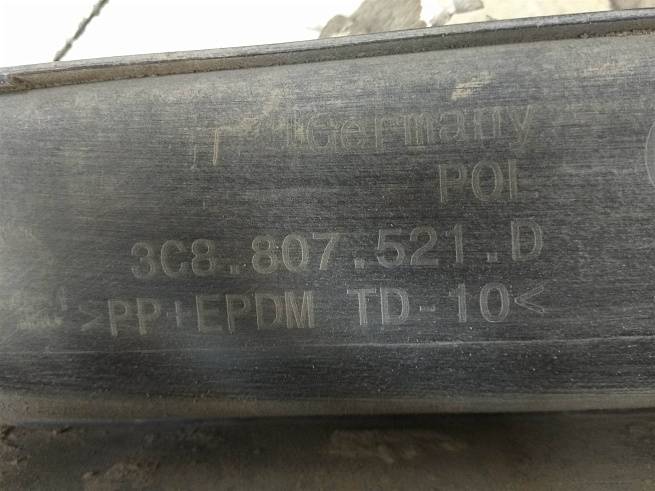 Germany
POL
3C8.807.521.D
>PP+EPDM TD-10<